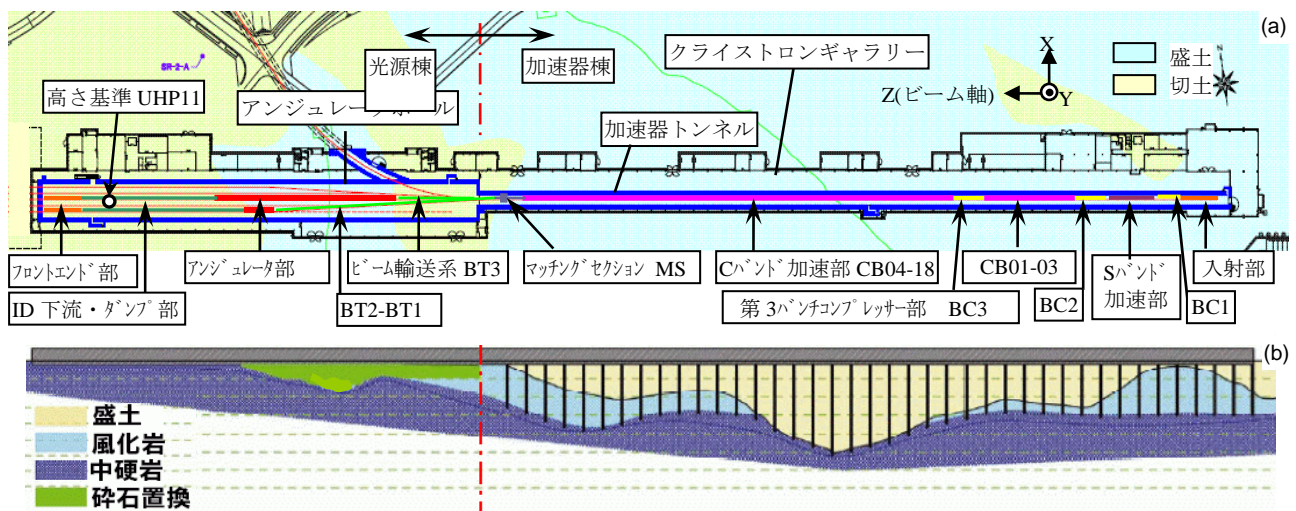 (a)
光源棟
加速器棟
クライストロンギャラリー
X
Z(ビーム軸)
Y
N
盛土
切土
SR-2-A
高さ基準 UHP11
アンジュレータホール
加速器トンネル
フロントエンド部
アンジュレータ部
ビーム輸送系 BT3
マッチングセクション MS
Cバンド加速部 CB04-18
CB01-03
Sバンド
加速部
入射部
ID 下流・ダンプ部
BT2-BT1
第3バンチコンプレッサー部 BC3
BC2
BC1
(b)
盛土
風化岩
中硬岩
砕石置換